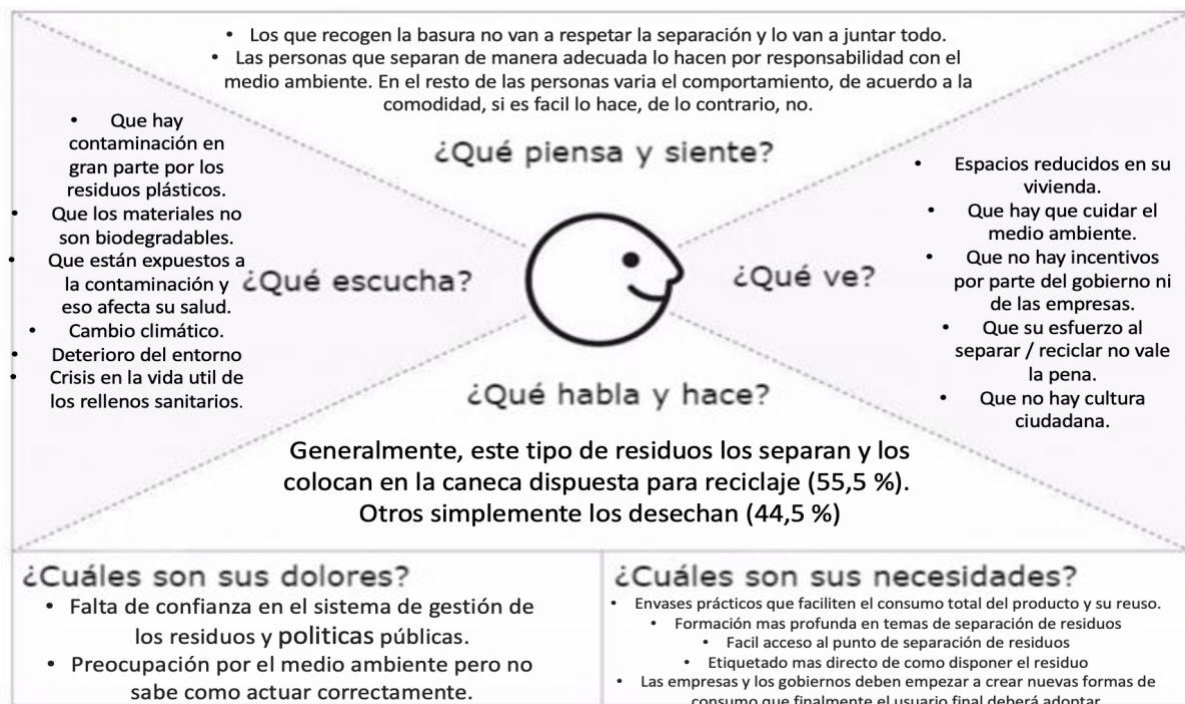 • Los que recogen la basura no van a respetar la separación y lo van a juntar todo.
• Las personas que separan de manera adecuada lo hacen por responsabilidad con el
medio ambiente. En el resto de las personas varia el comportamiento, de acuerdo a la
comodidad, si es facil lo hace, de lo contrario, no.
¿Qué piensa y siente?
• Que hay
contaminación en
gran parte por los
residuos plásticos.
• Que los materiales no
son biodegradables.
• Que están expuestos a
la contaminación y
eso afecta su salud.
• Cambio climático.
• Deterioro del entorno
• Crisis en la vida util de
los rellenos sanitarios.
¿Qué escucha?
¿Qué ve?
• Espacios reducidos en su
vivienda.
• Que hay que cuidar el
medio ambiente.
• Que no hay incentivos
por parte del gobierno ni
de las empresas.
• Que su esfuerzo al
separar / reciclar no vale
la pena.
• Que no hay cultura
ciudadana.
¿Qué habla y hace?
Generalmente, este tipo de residuos los separan y los
colocan en la caneca dispuesta para reciclaje (55,5 %).
Otros simplemente los desechan (44,5 %)
¿Cuáles son sus dolores?
• Falta de confianza en el sistema de gestión de
los residuos y politicas públicas.
• Preocupación por el medio ambiente pero no
sabe como actuar correctamente.
¿Cuáles son sus necesidades?
• Envases prácticos que faciliten el consumo total del producto y su reuso.
• Formación mas profunda en temas de separación de residuos
• Facil acceso al punto de separación de residuos
• Etiquetado mas directo de como disponer el residuo
• Las empresas y los gobiernos deben empezar a crear nuevas formas de
consumo que finalmente el usuario final deberá adoptar